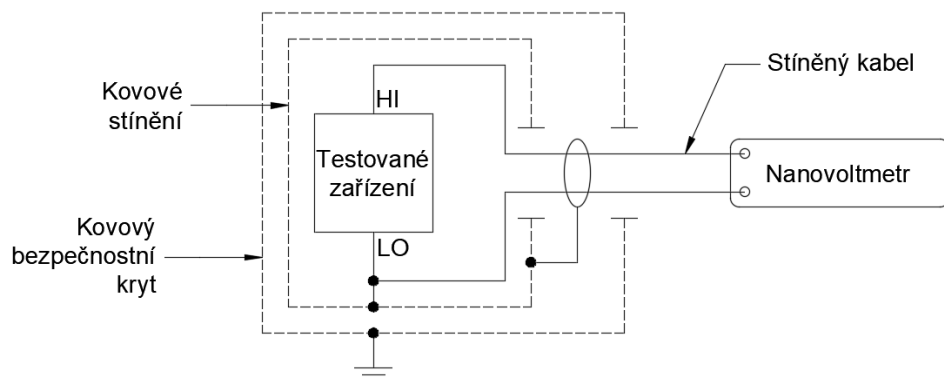 Kovové
stínění
HI
Testované
zařízení
LO
Kovový
bezpečnostní
kryt
Stíněný kabel
Nanovoltmetr